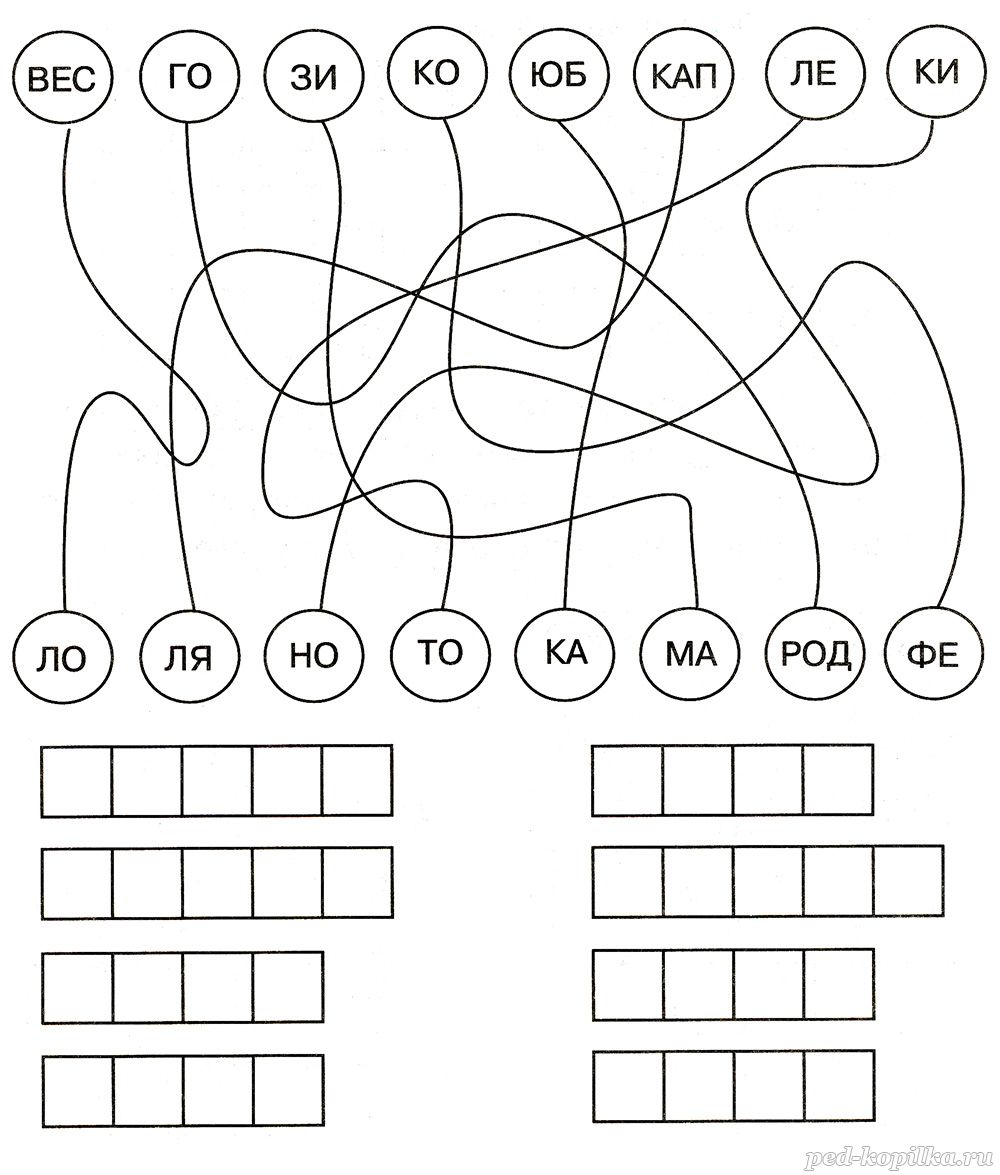 ВЕС ГО ЗИ КО ЮБ КАП ЛЕ КИ
ЛО ЛЯ НО ТО КА МА РОД ФЕ
ped-kopilka.ru